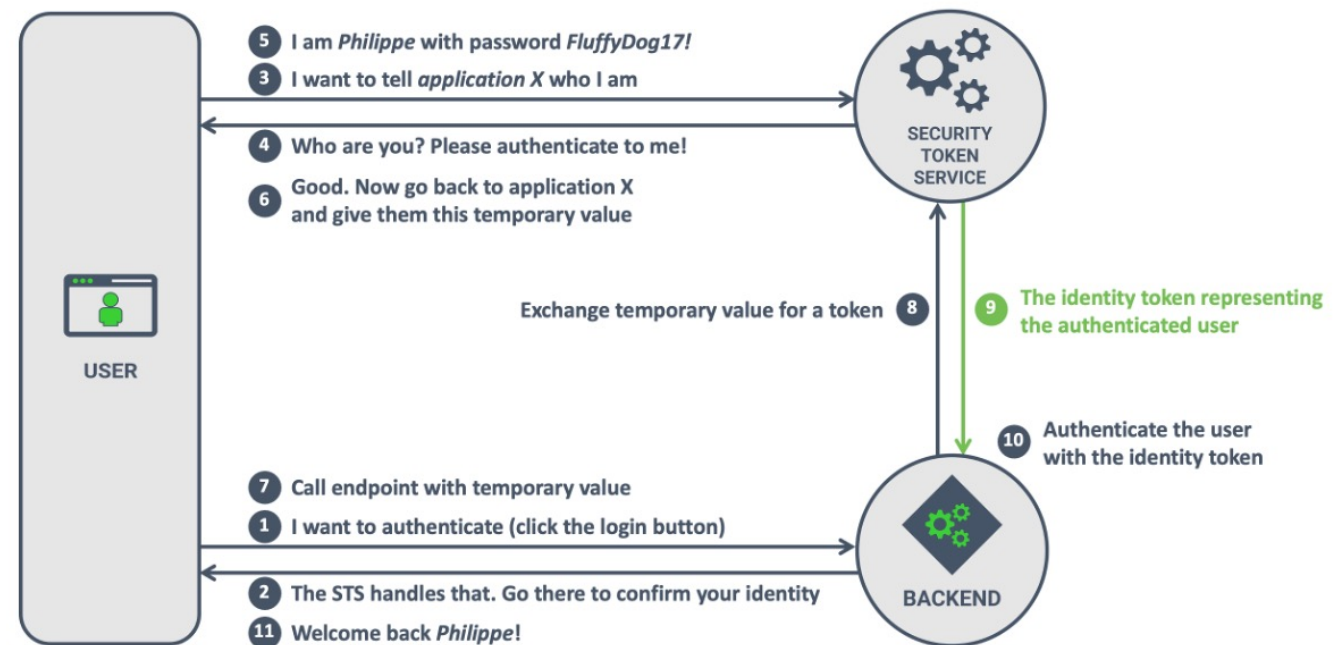 5 I am Philippe with password FluffyDog17!
3 I want to tell application X who I am
4 Who are you? Please authenticate to me!
6 Good. Now go back to application X
and give them this temporary value
SECURITY
TOKEN
SERVICE
USER
Exchange temporary value for a token 8
9 The identity token representing
the authenticated user
10 Authenticate the user
with the identity token
7 Call endpoint with temporary value
1 I want to authenticate (click the login button)
2 The STS handles that. Go there to confirm your identity
11 Welcome back Philippe!
BACKEND